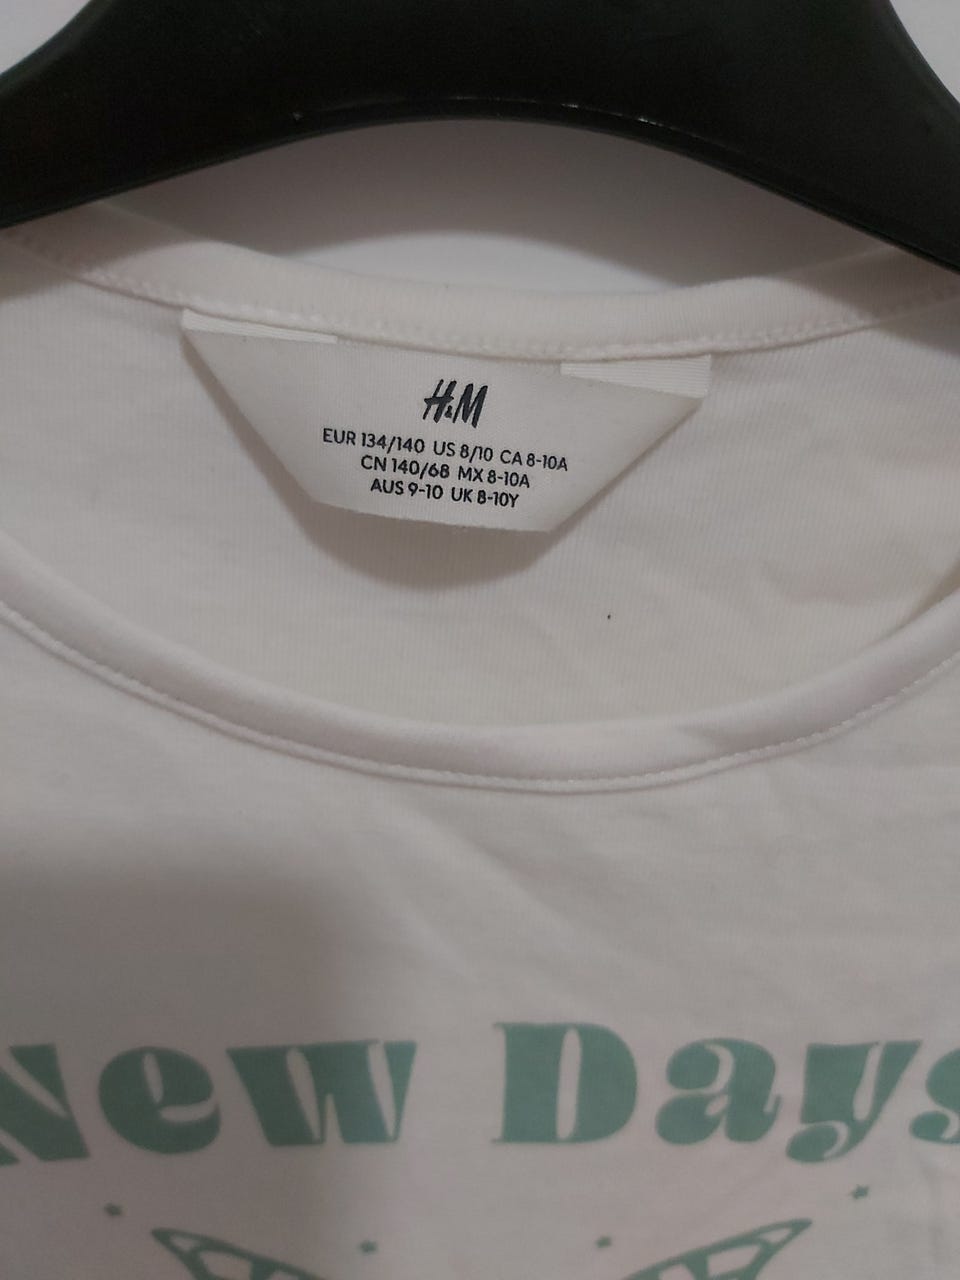 H&M
EUR 134/140 US 8/10 CA 8-10A
CN 140/68 MX 8-10A
AUS 9-10 UK 8-10Y
New Days